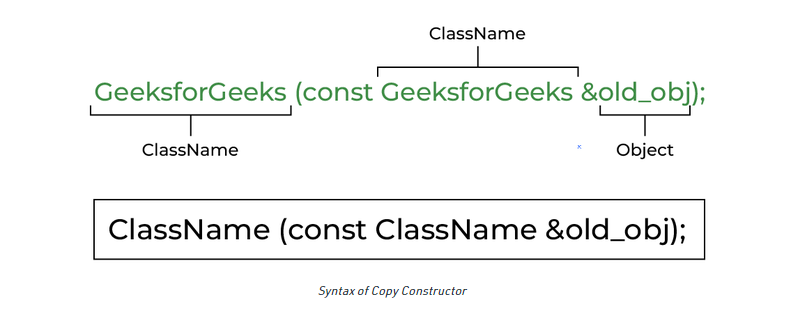 ClassName
GeeksforGeeks (const GeeksforGeeks &old_obj);
ClassName
Object
ClassName (const ClassName &old_obj);
Syntax of Copy Constructor